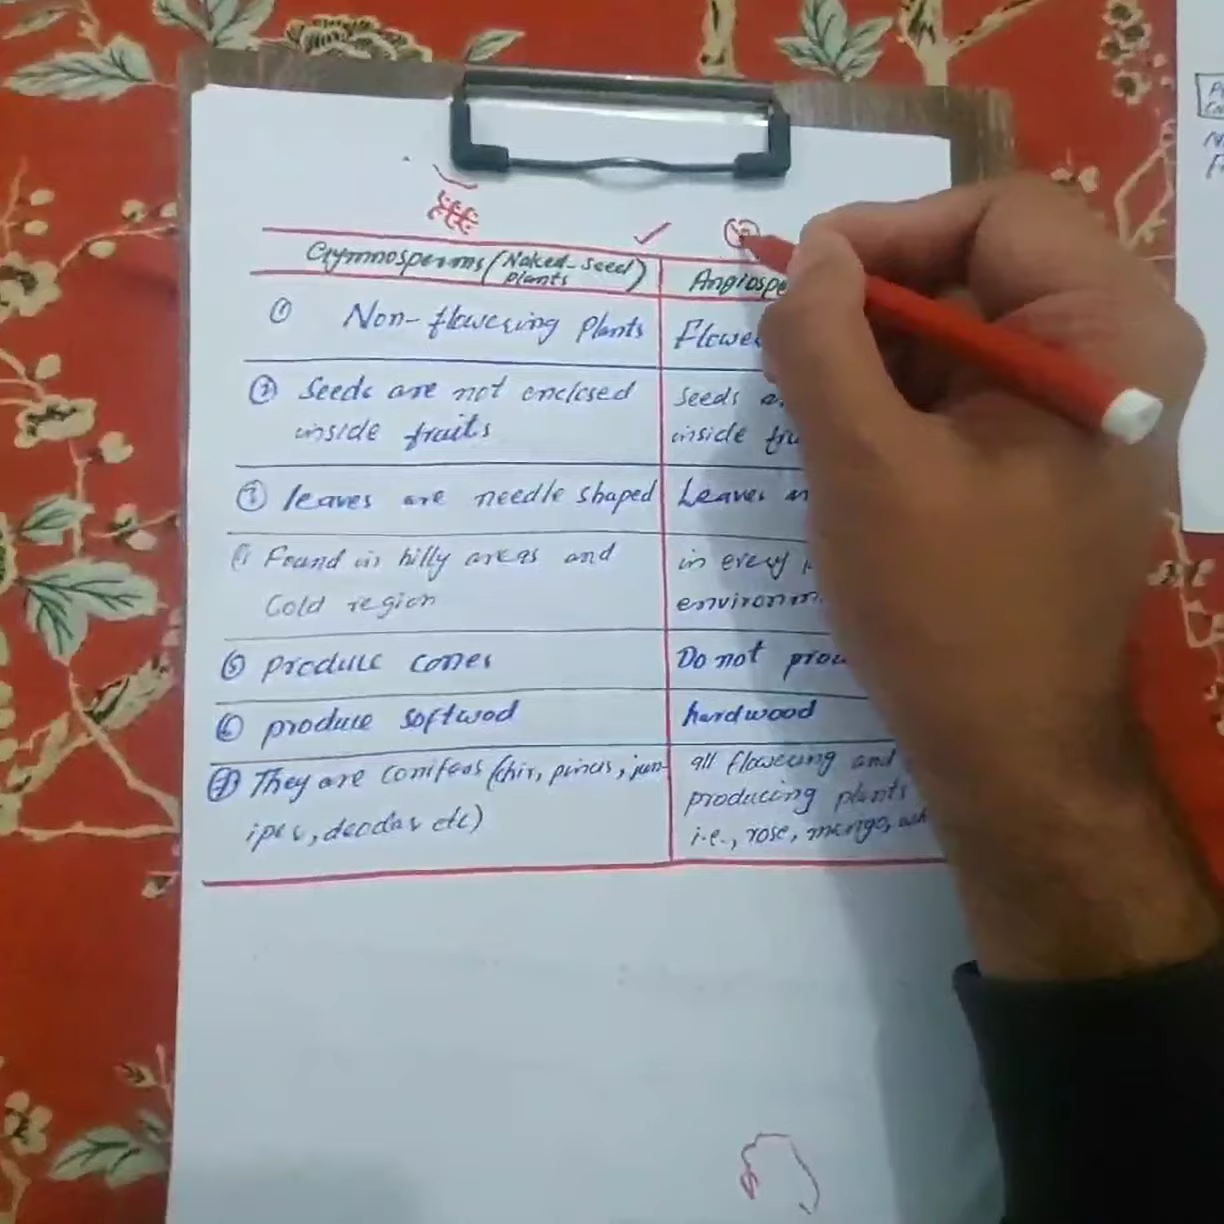 Gymnosperms (Naked-seed plants)
Angiospe
① Non-flowering plants
Flowe
② Seeds are not enclosed
inside fruits
seeds a
inside fru
③ leaves are needle shaped
Leaves
Found in hilly areas and
Cold region
in every
environm
⑤ produce cones
Do not
⑥ produce softwod
hardwood
⑦ They are conifers (chir, pinus, jun-
iper, deodar etc)
all flowering and
producing plants
i.e., rose, mango,